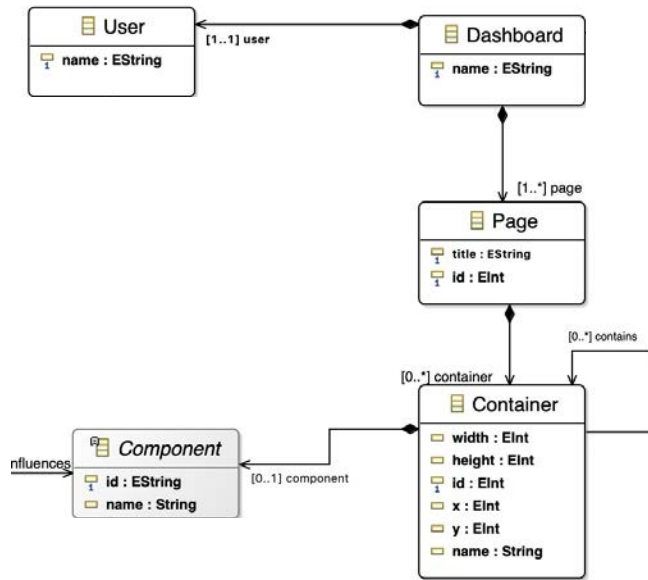 User
name : EString
[1..1] user
Dashboard
name : EString
[1..*] page
Page
title : EString
id : EInt
[0..*] contains
[0..*] container
Container
width : EInt
height : EInt
id : EInt
x : EInt
y : EInt
name : String
nfluences
Component
id : EString
name : String
[0..1] component